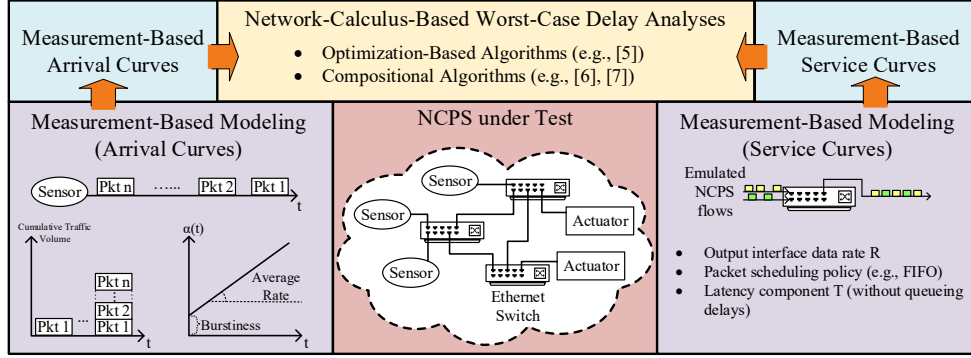 Measurement-Based
Arrival Curves
Network-Calculus-Based Worst-Case Delay Analyses
• Optimization-Based Algorithms (e.g., [5])
• Compositional Algorithms (e.g., [6], [7])
Measurement-Based
Service Curves
Measurement-Based Modeling
(Arrival Curves)
Sensor
Pkt n
......
Pkt 2
Pkt 1
t
Cumulative Traffic
Volume
Pkt n
Pkt 2
Pkt 1
...
Pkt 1
t
α(t)
Average
Rate
Burstiness
t
NCPS under Test
Sensor
Sensor
Sensor
Actuator
Actuator
Ethernet
Switch
Measurement-Based Modeling
(Service Curves)
Emulated
NCPS
flows
• Output interface data rate R
• Packet scheduling policy (e.g., FIFO)
• Latency component T (without queueing
delays)